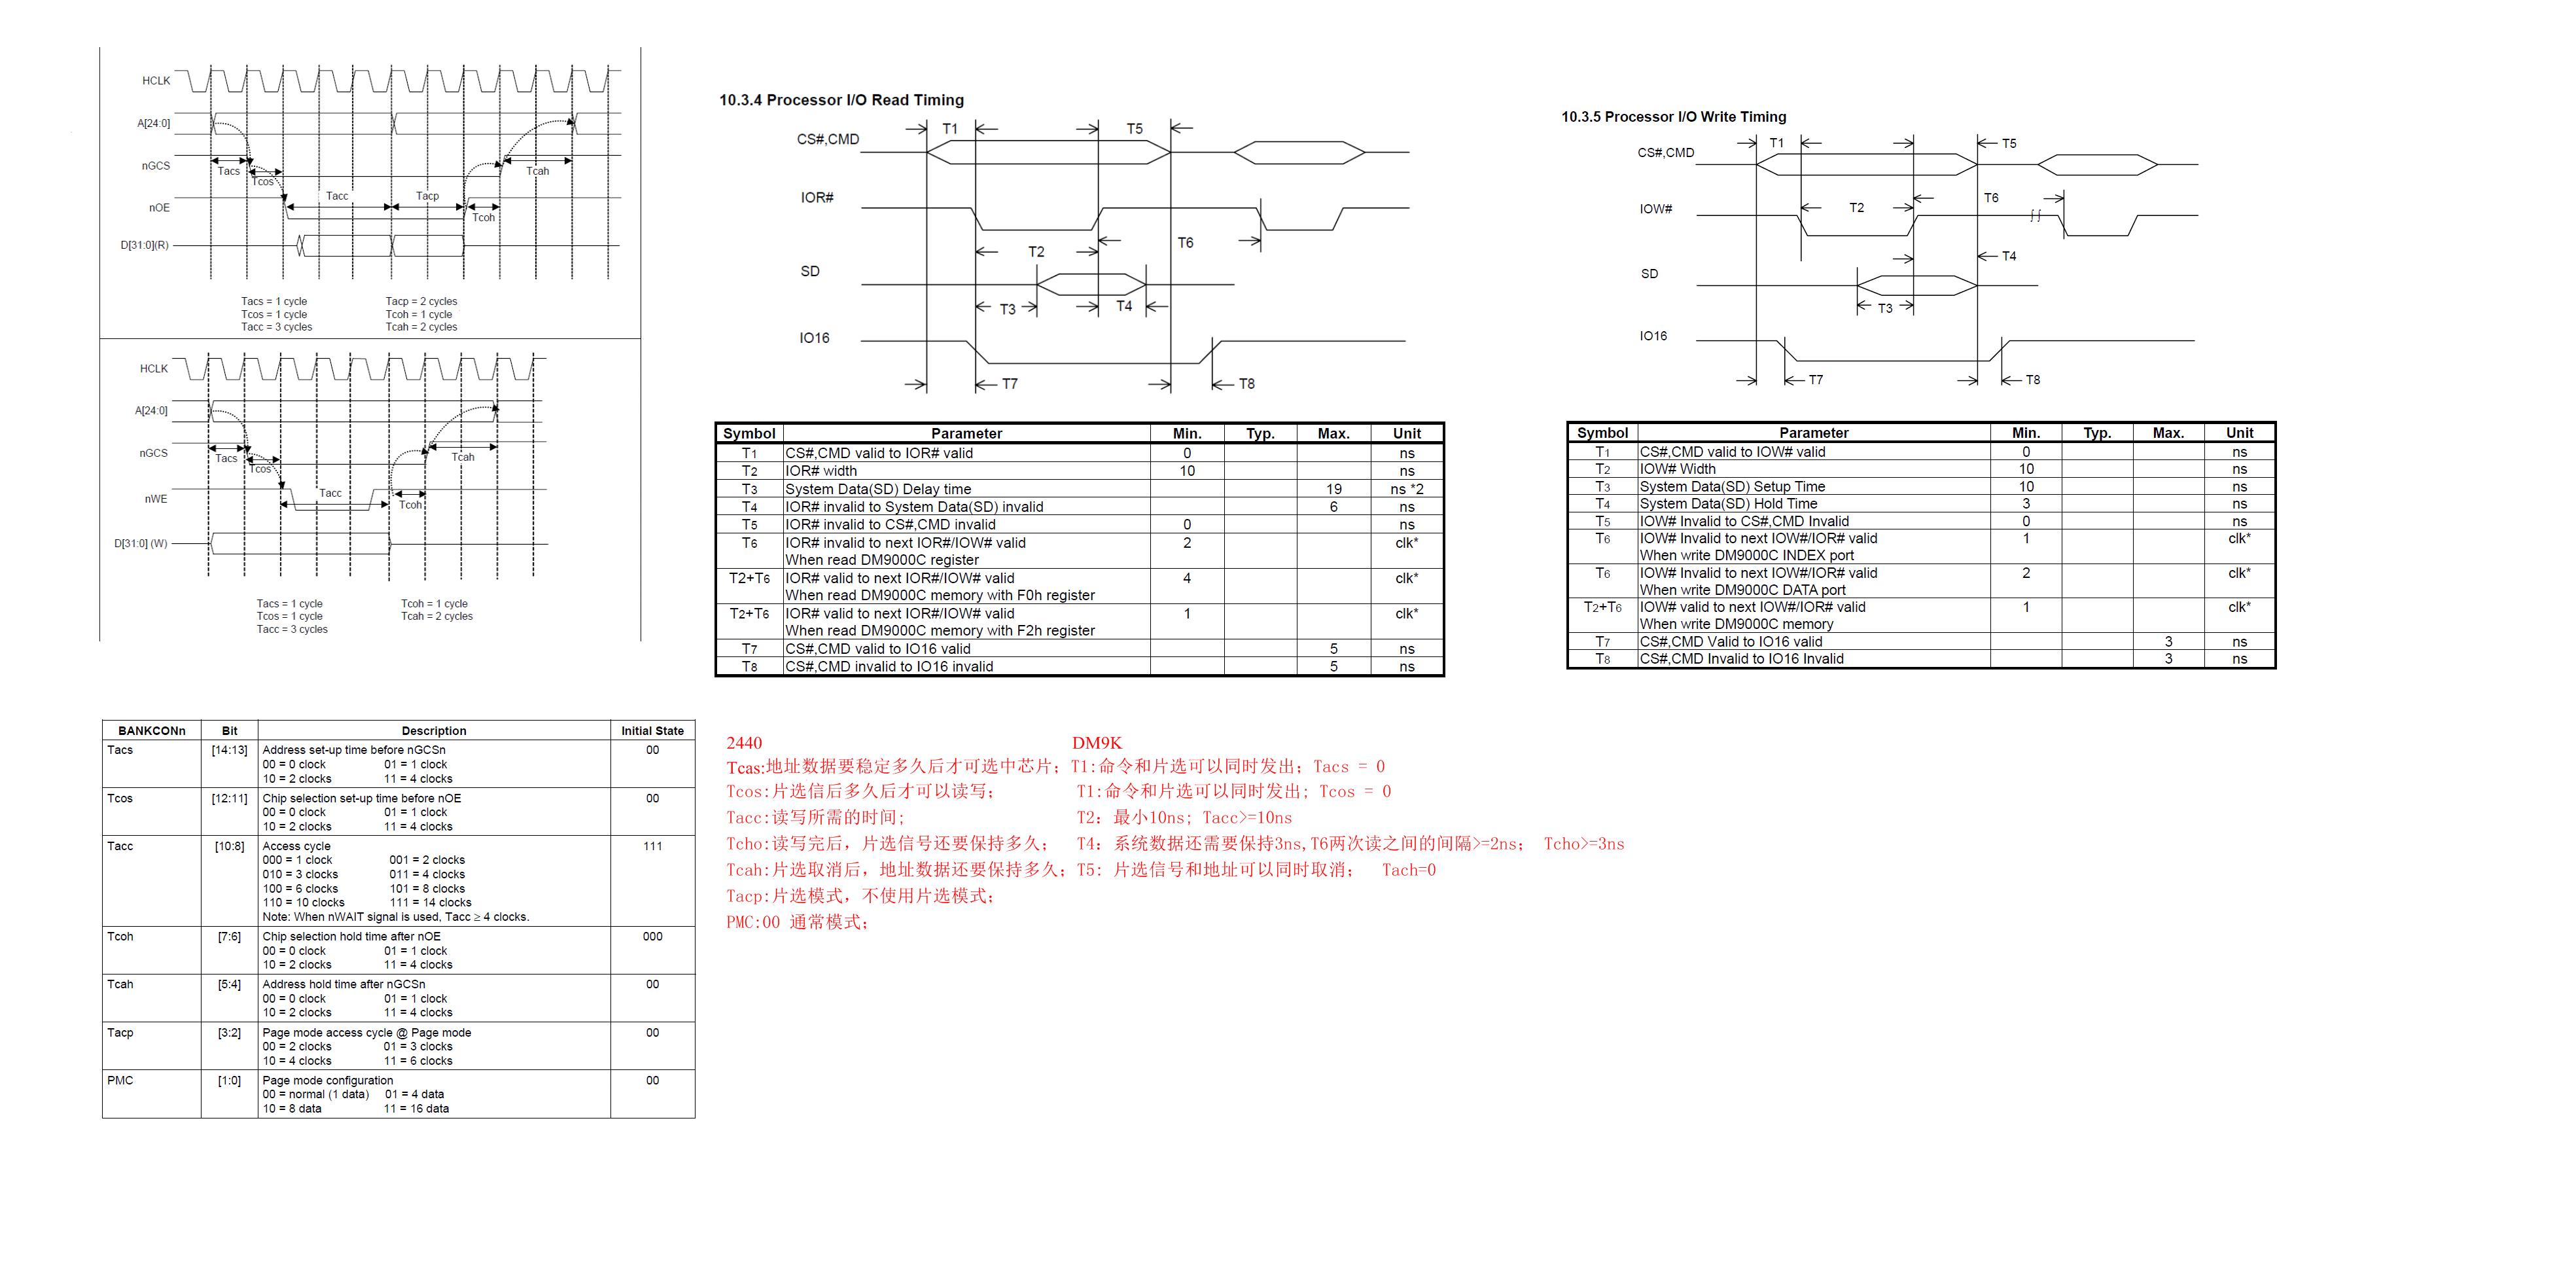 HCLK
A[24:0]
nGCS
Tacs
Tcos
Tcah
nOE
Tacc
Tacp
Tcoh
D[31:0](R)
Tacs = 1 cycle Tacp = 2 cycles
Tcos = 1 cycle Tcoh = 1 cycle
Tacc = 3 cycles Tcah = 2 cycles
HCLK
A[24:0]
nGCS
Tacs
Tcos
Tcah
nWE
Tacc
Tcoh
D[31:0] (W)
Tacs = 1 cycle Tcoh = 1 cycle
Tcos = 1 cycle Tcah = 2 cycles
Tacc = 3 cycles
10.3.4 Processor I/O Read Timing
T1 T5
CS#,CMD
IOR#
T6
T2
SD
T3 T4
IO16
T7 T8
Symbol Parameter Min. Typ. Max. Unit
T1 CS#,CMD valid to IOR# valid 0 ns
T2 IOR# width 10 ns
T3 System Data(SD) Delay time 19 ns *2
T4 IOR# invalid to System Data(SD) invalid 6 ns
T5 IOR# invalid to CS#,CMD invalid 0 ns
T6 IOR# invalid to next IOR#/IOW# valid 2 clk*
When read DM9000C register
T2+T6 IOR# valid to next IOR#/IOW# valid 4 clk*
When read DM9000C memory with F0h register
T2+T6 IOR# valid to next IOR#/IOW# valid 1 clk*
When read DM9000C memory with F2h register
T7 CS#,CMD valid to IO16 valid 5 ns
T8 CS#,CMD invalid to IO16 invalid 5 ns
10.3.5 Processor I/O Write Timing
T1 T5
CS#,CMD
T6
IOW# T2
T4
SD
T3
IO16
T7 T8
Symbol Parameter Min. Typ. Max. Unit
T1 CS#,CMD valid to IOW# valid 0 ns
T2 IOW# Width 10 ns
T3 System Data(SD) Setup Time 10 ns
T4 System Data(SD) Hold Time 3 ns
T5 IOW# Invalid to CS#,CMD Invalid 0 ns
T6 IOW# Invalid to next IOW#/IOR# valid 1 clk*
When write DM9000C INDEX port
T6 IOW# Invalid to next IOW#/IOR# valid 2 clk*
When write DM9000C DATA port
T2+T6 IOW# valid to next IOW#/IOR# valid 1 clk*
When write DM9000C memory
T7 CS#,CMD Valid to IO16 valid 3 ns
T8 CS#,CMD Invalid to IO16 Invalid 3 ns
BANKCONn Bit Description Initial State
Tacs [14:13] Address set-up time before nGCSn 00
00 = 0 clock 01 = 1 clock
10 = 2 clocks 11 = 4 clocks
Tcos [12:11] Chip selection set-up time before nOE 00
00 = 0 clock 01 = 1 clock
10 = 2 clocks 11 = 4 clocks
Tacc [10:8] Access cycle 111
000 = 1 clock 001 = 2 clocks
010 = 3 clocks 011 = 4 clocks
100 = 6 clocks 101 = 8 clocks
110 = 10 clocks 111 = 14 clocks
Note: When nWAIT signal is used, Tacc ≥ 4 clocks.
Tcoh [7:6] Chip selection hold time after nOE 000
00 = 0 clock 01 = 1 clock
10 = 2 clocks 11 = 4 clocks
Tcah [5:4] Address hold time after nGCSn 00
00 = 0 clock 01 = 1 clock
10 = 2 clocks 11 = 4 clocks
Tacp [3:2] Page mode access cycle @ Page mode 00
00 = 2 clocks 01 = 3 clocks
10 = 4 clocks 11 = 6 clocks
PMC [1:0] Page mode configuration 00
00 = normal (1 data) 01 = 4 data
10 = 8 data 11 = 16 data
2440 DM9K
Tcas:地址数据要稳定多久后才可选中芯片; T1:命令和片选可以同时发出; Tacs = 0
Tcos:片选信后多久后才可以读写; T1:命令和片选可以同时发出; Tcos = 0
Tacc:读写所需的时间; T2: 最小10ns; Tacc>=10ns
Tcho:读写完后，片选信号还要保持多久; T4: 系统数据还需要保持3ns,T6两次读之间的间隔>=2ns; Tcho>=3ns
Tcah:片选取消后，地址数据还要保持多久; T5: 片选信号和地址可以同时取消; Tach=0
Tacp:片选模式，不使用片选模式;
PMC:00 通常模式;